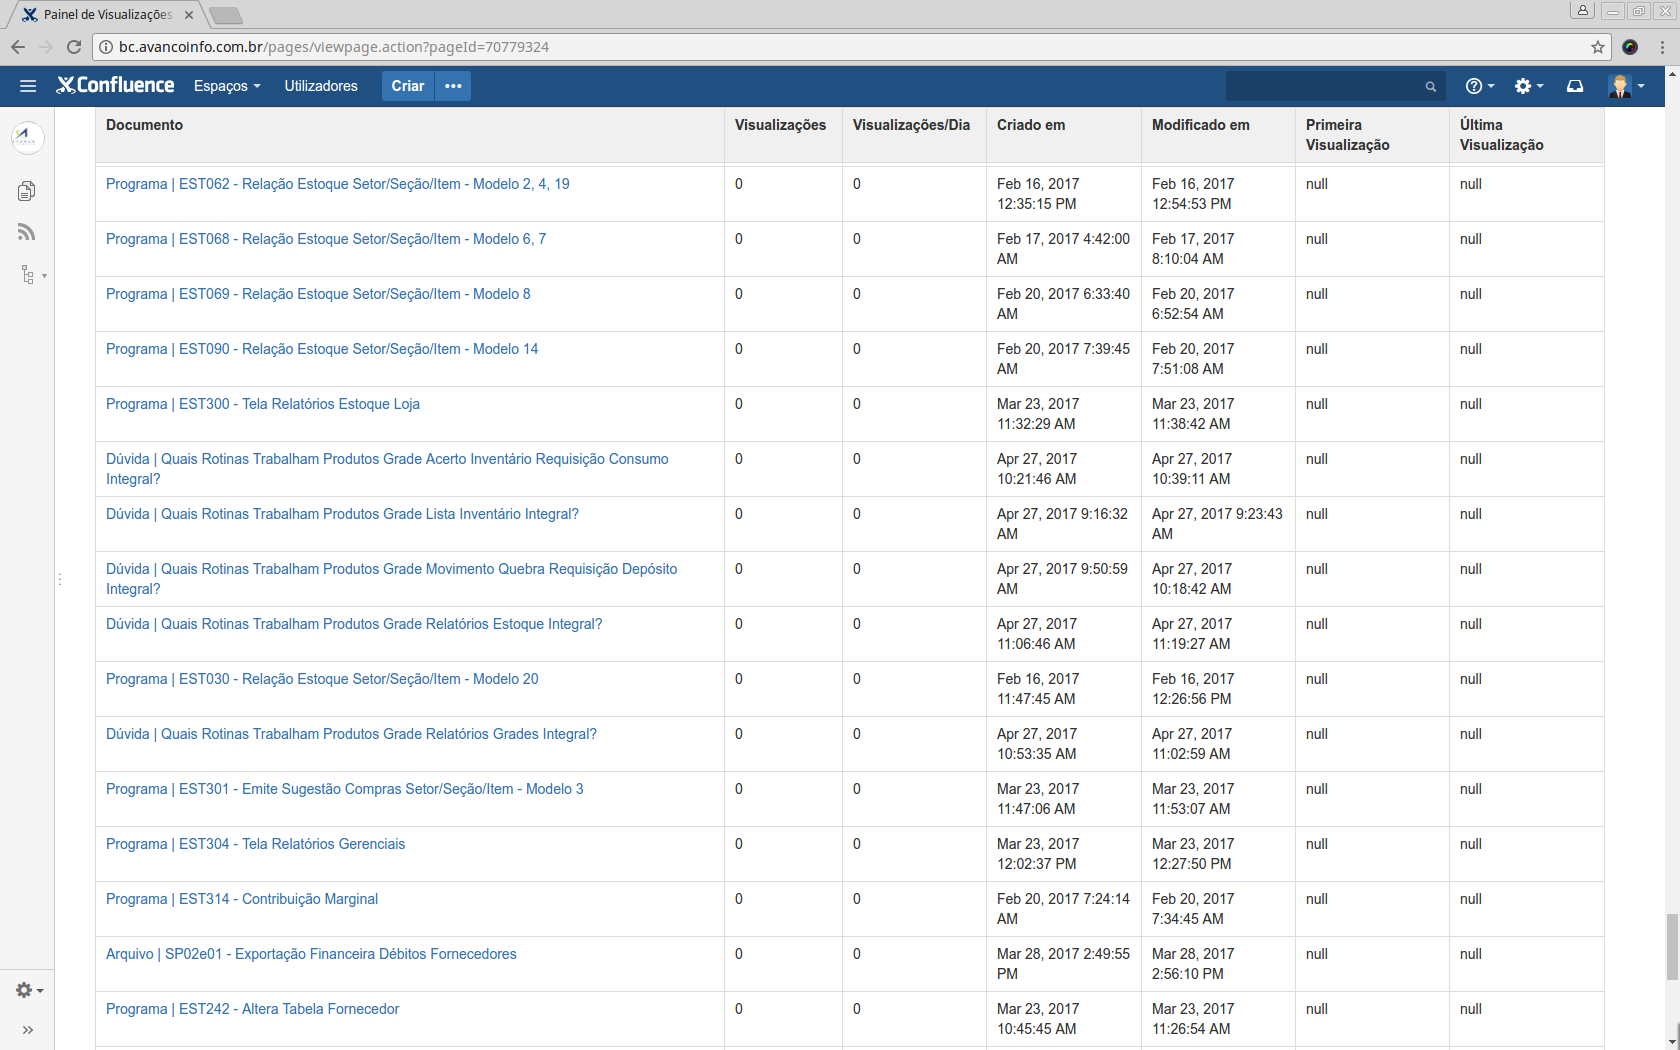 Painel de Visualizações
bc.avancoinfo.com.br/pages/viewpage.action?pageId=70779324
Confluence Espaços Utilizadores Criar •••
Documento Visualizações Visualizações/Dia Criado em Modificado em Primeira Última
Visualização Visualização
Programa | EST062 - Relação Estoque Setor/Seção/Item - Modelo 2, 4, 19 0 0 Feb 16, 2017 Feb 16, 2017 null null
12:35:15 PM 12:54:53 PM
Programa | EST068 - Relação Estoque Setor/Seção/Item - Modelo 6, 7 0 0 Feb 17, 2017 4:42:00 Feb 17, 2017 null null
AM 8:10:04 AM
Programa | EST069 - Relação Estoque Setor/Seção/Item - Modelo 8 0 0 Feb 20, 2017 6:33:40 Feb 20, 2017 null null
AM 6:52:54 AM
Programa | EST090 - Relação Estoque Setor/Seção/Item - Modelo 14 0 0 Feb 20, 2017 7:39:45 Feb 20, 2017 null null
AM 7:51:08 AM
Programa | EST300 - Tela Relatórios Estoque Loja 0 0 Mar 23, 2017 Mar 23, 2017 null null
11:32:29 AM 11:38:42 AM
Dúvida | Quais Rotinas Trabalham Produtos Grade Acerto Inventário Requisição Consumo 0 0 Apr 27, 2017 Apr 27, 2017 null null
Integral? 10:21:46 AM 10:39:11 AM
Dúvida | Quais Rotinas Trabalham Produtos Grade Lista Inventário Integral? 0 0 Apr 27, 2017 9:16:32 Apr 27, 2017 9:23:43 null null
AM AM
Dúvida | Quais Rotinas Trabalham Produtos Grade Movimento Quebra Requisição Depósito 0 0 Apr 27, 2017 9:50:59 Apr 27, 2017 null null
Integral? AM 10:18:42 AM
Dúvida | Quais Rotinas Trabalham Produtos Grade Relatórios Estoque Integral? 0 0 Apr 27, 2017 Apr 27, 2017 null null
11:06:46 AM 11:19:27 AM
Programa | EST030 - Relação Estoque Setor/Seção/Item - Modelo 20 0 0 Feb 16, 2017 Feb 16, 2017 null null
11:47:45 AM 12:26:56 PM
Dúvida | Quais Rotinas Trabalham Produtos Grade Relatórios Grades Integral? 0 0 Apr 27, 2017 Apr 27, 2017 null null
10:53:35 AM 11:02:59 AM
Programa | EST301 - Emite Sugestão Compras Setor/Seção/Item - Modelo 3 0 0 Mar 23, 2017 Mar 23, 2017 null null
11:47:06 AM 11:53:07 AM
Programa | EST304 - Tela Relatórios Gerenciais 0 0 Mar 23, 2017 Mar 23, 2017 null null
12:02:37 PM 12:27:50 PM
Programa | EST314 - Contribuição Marginal 0 0 Feb 20, 2017 7:24:14 Feb 20, 2017 null null
AM 7:34:45 AM
Arquivo | SP02e01 - Exportação Financeira Débitos Fornecedores 0 0 Mar 28, 2017 2:49:55 Mar 28, 2017 null null
PM 2:56:10 PM
Programa | EST242 - Altera Tabela Fornecedor 0 0 Mar 23, 2017 Mar 23, 2017 null null
10:45:45 AM 11:26:54 AM